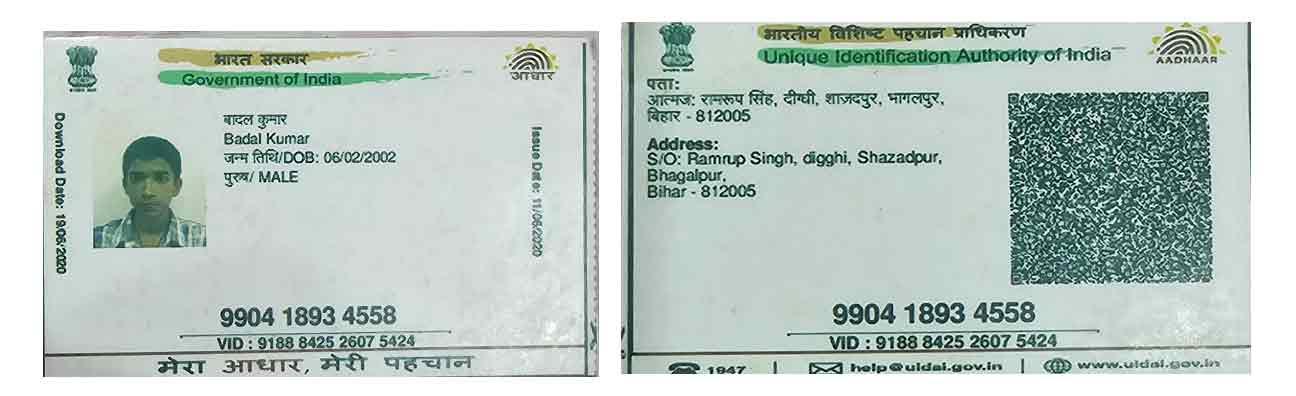 भारत सरकार
Government of India
आधार
Download Date: 19/06/2020
बादल कुमार
Badal Kumar
जन्म तिथि/DOB: 06/02/2002
पुरुष/ MALE
Issue Date: 11/06/2020
9904 1893 4558
VID : 9188 8425 2607 5424
मेरा आधार, मेरी पहचान
भारतीय विशिष्ट पहचान प्राधिकरण
Unique Identification Authority of India
AADHAAR
पता:
आत्मज: रामरूप सिंह, दीग्घी, शाज़दपुर, भागलपुर,
बिहार - 812005
Address:
S/O: Ramrup Singh, digghi, Shazadpur,
Bhagalpur,
Bihar - 812005
9904 1893 4558
VID : 9188 8425 2607 5424
1947
help@uidai.gov.in
www.uidai.gov.in